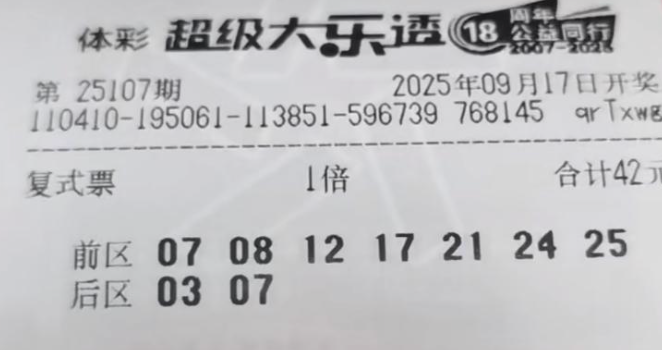 体彩 超级大乐透 18 周年 公益同行 2007-2025
第 25107期 2025年09月17日开奖
110410-195061-113851-596739 768145 qrTxwg
复式票 1倍 合计42元
前区 07 08 12 17 21 24 25
后区 03 07